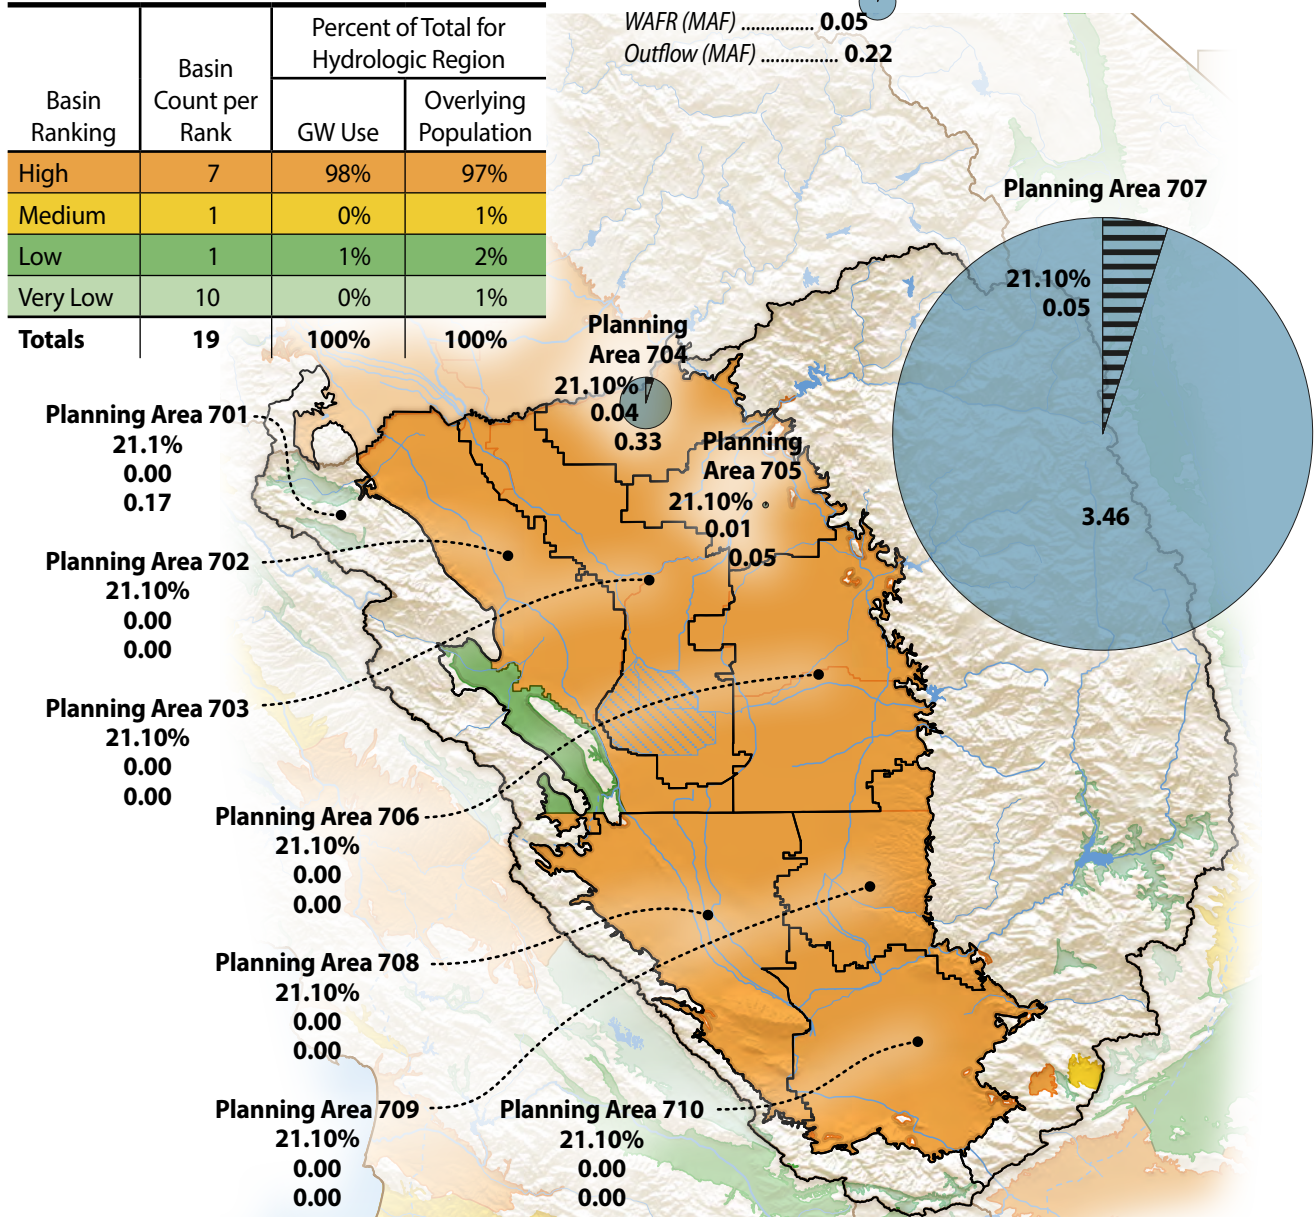 WAFR (MAF) ............... 0.05
Outflow (MAF) ................ 0.22
Basin Ranking
Basin Count per Rank
Percent of Total for Hydrologic Region
GW Use
Overlying Population
High 7 98% 97%
Medium 1 0% 1%
Low 1 1% 2%
Very Low 10 0% 1%
Totals 19 100% 100%
Planning Area 707
21.10%
0.05
3.46
Planning
Area 704
21.10%
0.04
0.33
Planning
Area 705
21.10%
0.01
0.05
Planning Area 701
21.1%
0.00
0.17
Planning Area 702
21.10%
0.00
0.00
Planning Area 703
21.10%
0.00
0.00
Planning Area 706
21.10%
0.00
0.00
Planning Area 708
21.10%
0.00
0.00
Planning Area 709
21.10%
0.00
0.00
Planning Area 710
21.10%
0.00
0.00